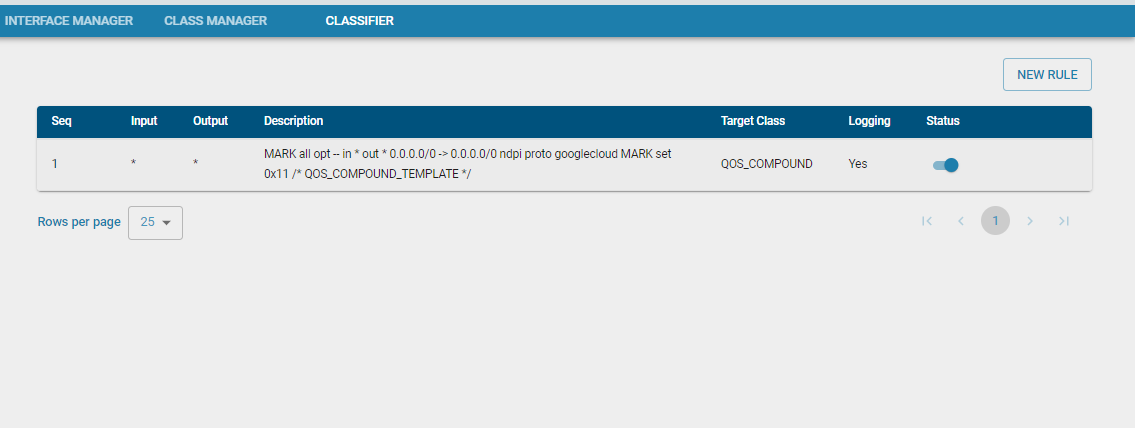 INTERFACE MANAGER CLASS MANAGER CLASSIFIER
NEW RULE
Seq Input Output Description Target Class Logging Status
1 * * MARK all opt -- in * out * 0.0.0.0/0 -> 0.0.0.0/0 ndpi proto googlecloud MARK set QOS_COMPOUND Yes
0x11 /* QOS_COMPOUND_TEMPLATE */
Rows per page 25 1